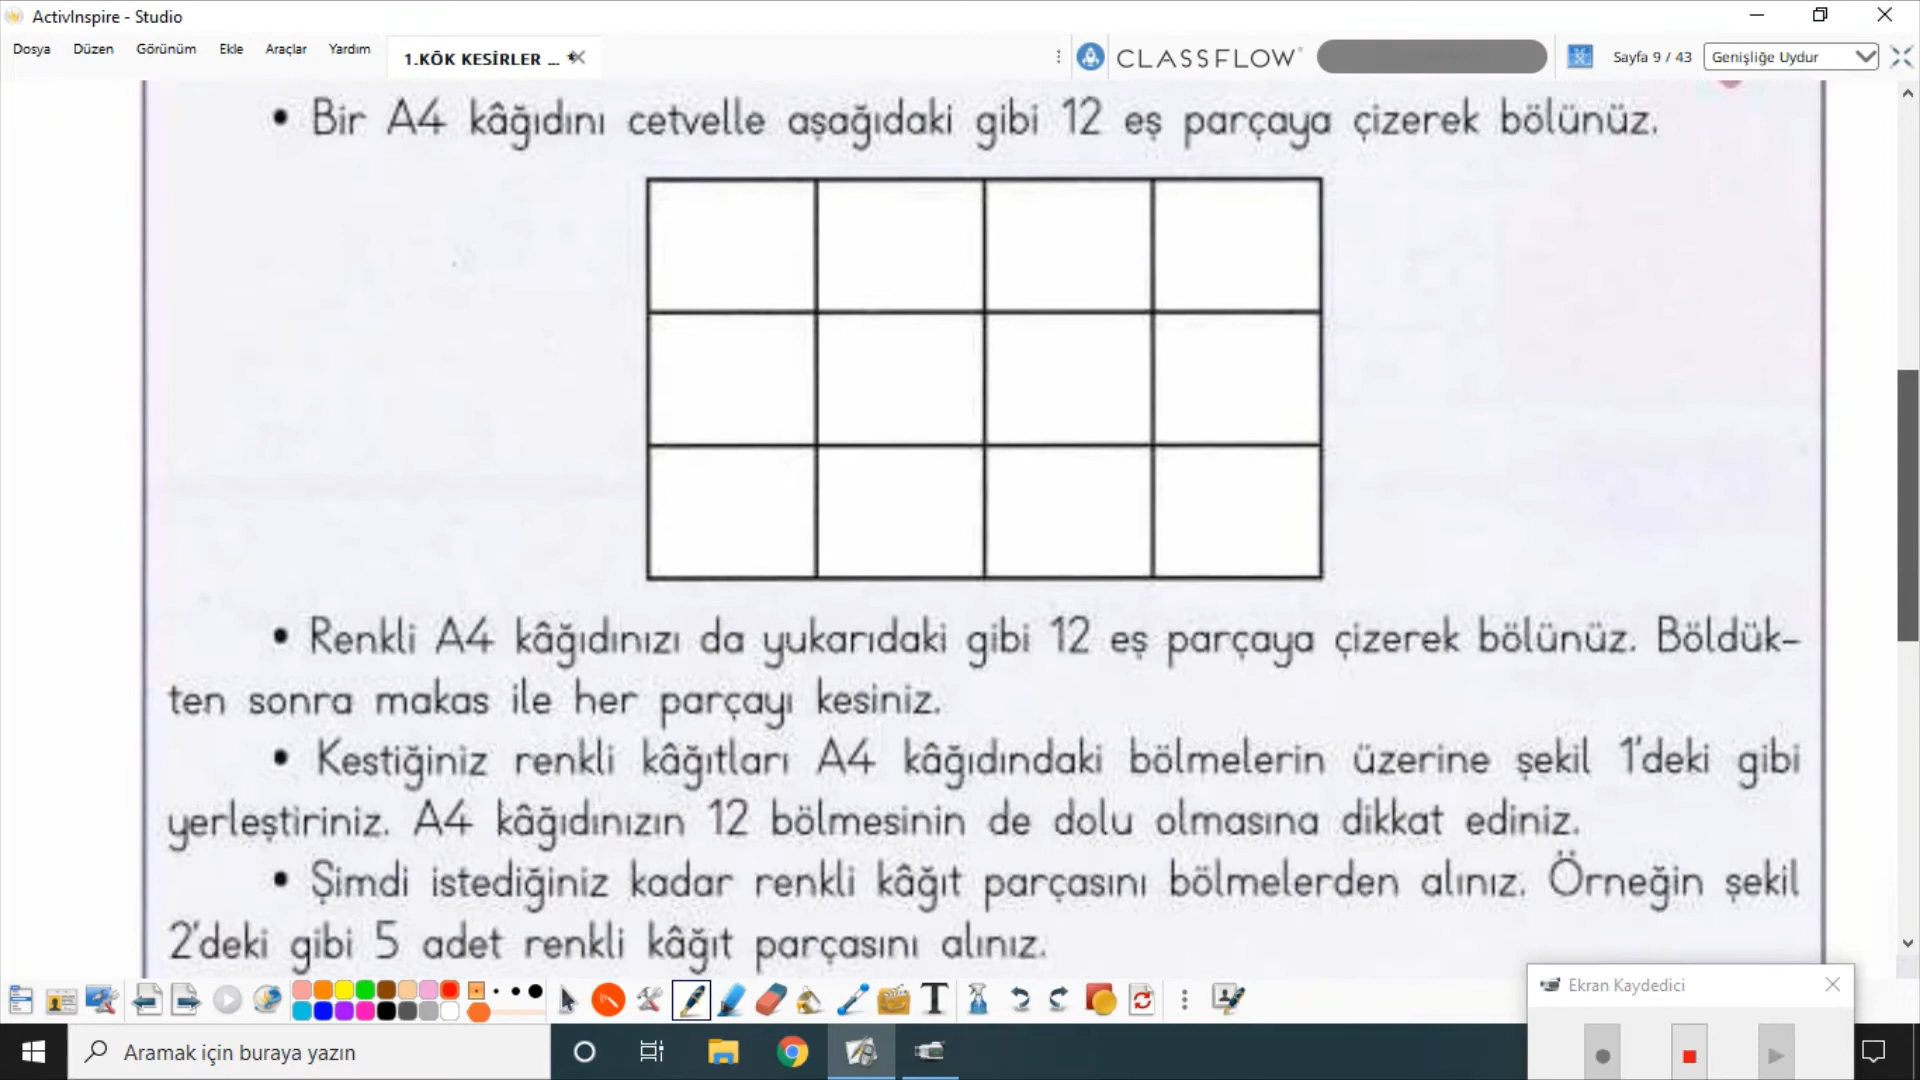 ActivInspire - Studio
Dosya Düzen Görünüm Ekle Araçlar Yardım
1.KÖK KESİRLER ...
CLASSFLOW
Sayfa 9 / 43
Genişliğe Uydur
• Bir A4 kâğıdını cetvelle aşağıdaki gibi 12 eş parçaya çizerek bölünüz.
• Renkli A4 kâğıdınızı da yukarıdaki gibi 12 eş parçaya çizerek bölünüz. Böldük-
ten sonra makas ile her parçayı kesiniz.
• Kestiğiniz renkli kâğıtları A4 kâğıdındaki bölmelerin üzerine şekil 1'deki gibi
yerleştiriniz. A4 kâğıdınızın 12 bölmesinin de dolu olmasına dikkat ediniz.
• Şimdi istediğiniz kadar renkli kâğıt parçasını bölmelerden alınız. Örneğin şekil
2'deki gibi 5 adet renkli kâğıt parçasını alınız.
Ekran Kaydedici
Aramak için buraya yazın